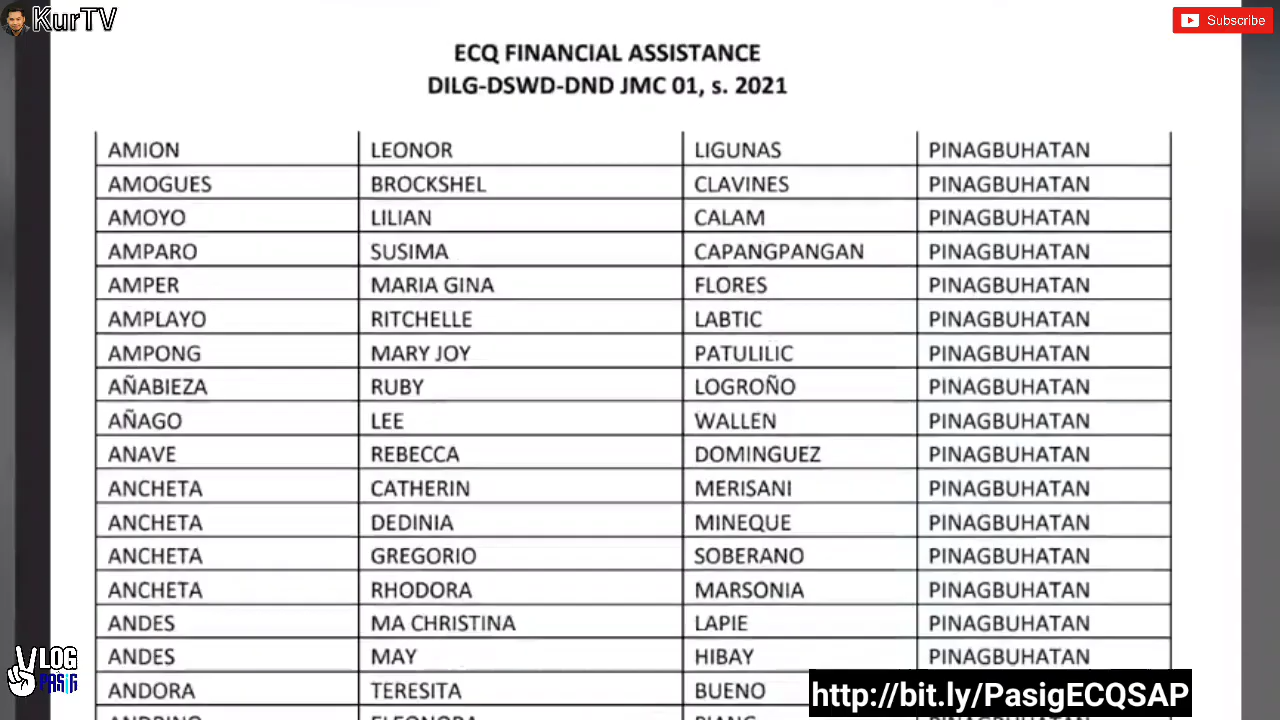 KurTV
Subscribe
ECQ FINANCIAL ASSISTANCE
DILG-DSWD-DND JMC 01, s. 2021
AMION LEONOR LIGUNAS PINAGBUHATAN
AMOGUES BROCKSHEL CLAVINES PINAGBUHATAN
AMOYO LILIAN CALAM PINAGBUHATAN
AMPARO SUSIMA CAPANGPANGAN PINAGBUHATAN
AMPER MARIA GINA FLORES PINAGBUHATAN
AMPLAYO RITCHELLE LABTIC PINAGBUHATAN
AMPONG MARY JOY PATULILIC PINAGBUHATAN
AÑABIEZA RUBY LOGROÑO PINAGBUHATAN
AÑAGO LEE WALLEN PINAGBUHATAN
ANAVE REBECCA DOMINGUEZ PINAGBUHATAN
ANCHETA CATHERIN MERISANI PINAGBUHATAN
ANCHETA DEDINIA MINEQUE PINAGBUHATAN
ANCHETA GREGORIO SOBERANO PINAGBUHATAN
ANCHETA RHODORA MARSONIA PINAGBUHATAN
ANDES MA CHRISTINA LAPIE PINAGBUHATAN
ANDES MAY HIBAY PINAGBUHATAN
ANDORA TERESITA BUENO
VLOG
PASIG
http://bit.ly/PasigECQSAP